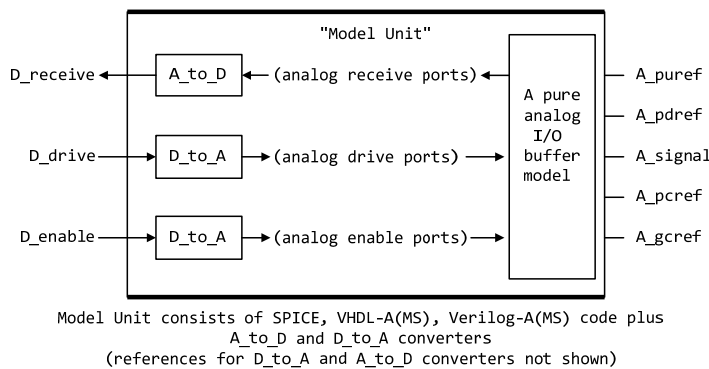 "Model Unit"
D_receive A_to_D (analog receive ports) A_puref
A pure analog I/O buffer model
A_pdref
D_drive D_to_A (analog drive ports) A_signal
A_pcref
D_enable D_to_A (analog enable ports) A_gcref
Model Unit consists of SPICE, VHDL-A(MS), Verilog-A(MS) code plus
A_to_D and D_to_A converters
(references for D_to_A and A_to_D converters not shown)